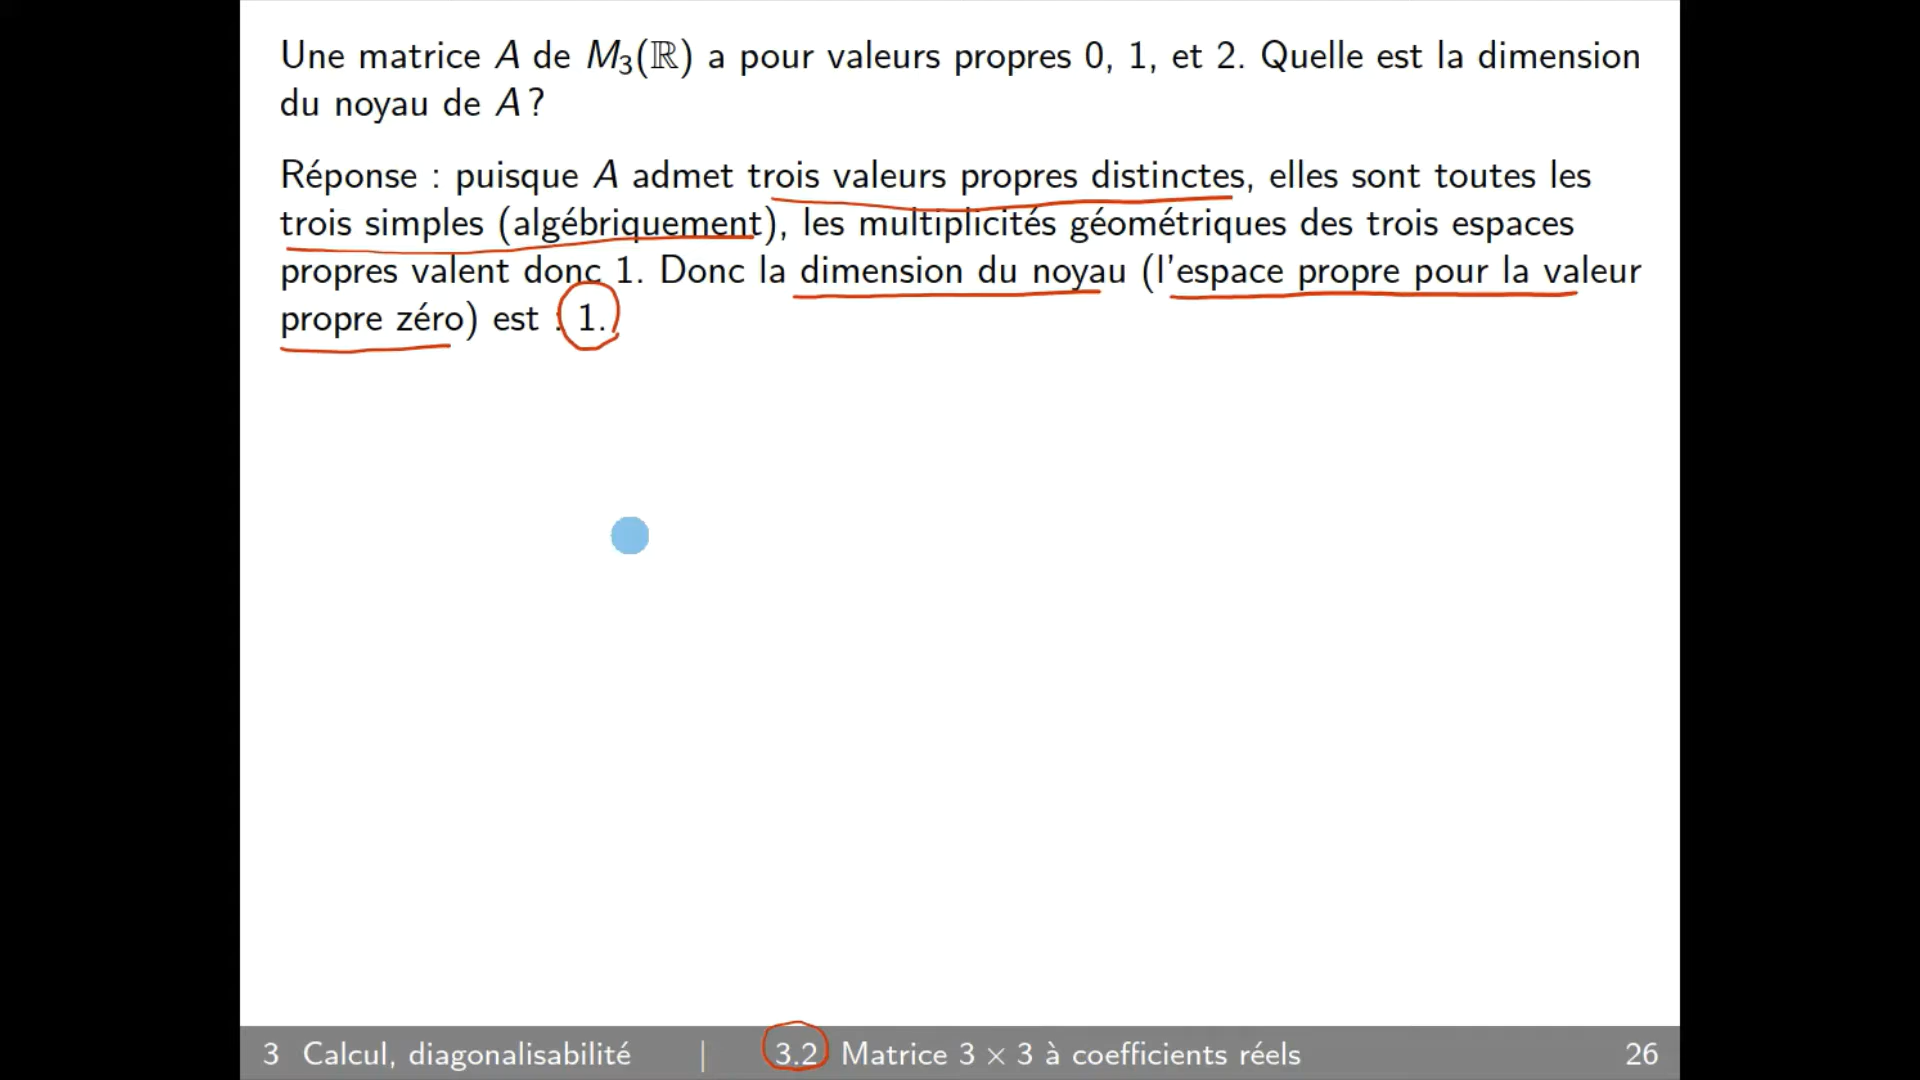 Une matrice A de M₃(ℝ) a pour valeurs propres 0, 1, et 2. Quelle est la dimension
du noyau de A ?
Réponse : puisque A admet trois valeurs propres distinctes, elles sont toutes les
trois simples (algébriquement), les multiplicités géométriques des trois espaces
propres valent donc 1. Donc la dimension du noyau (l'espace propre pour la valeur
propre zéro) est : 1.
3 Calcul, diagonalisabilité | 3.2 Matrice 3 × 3 à coefficients réels 26